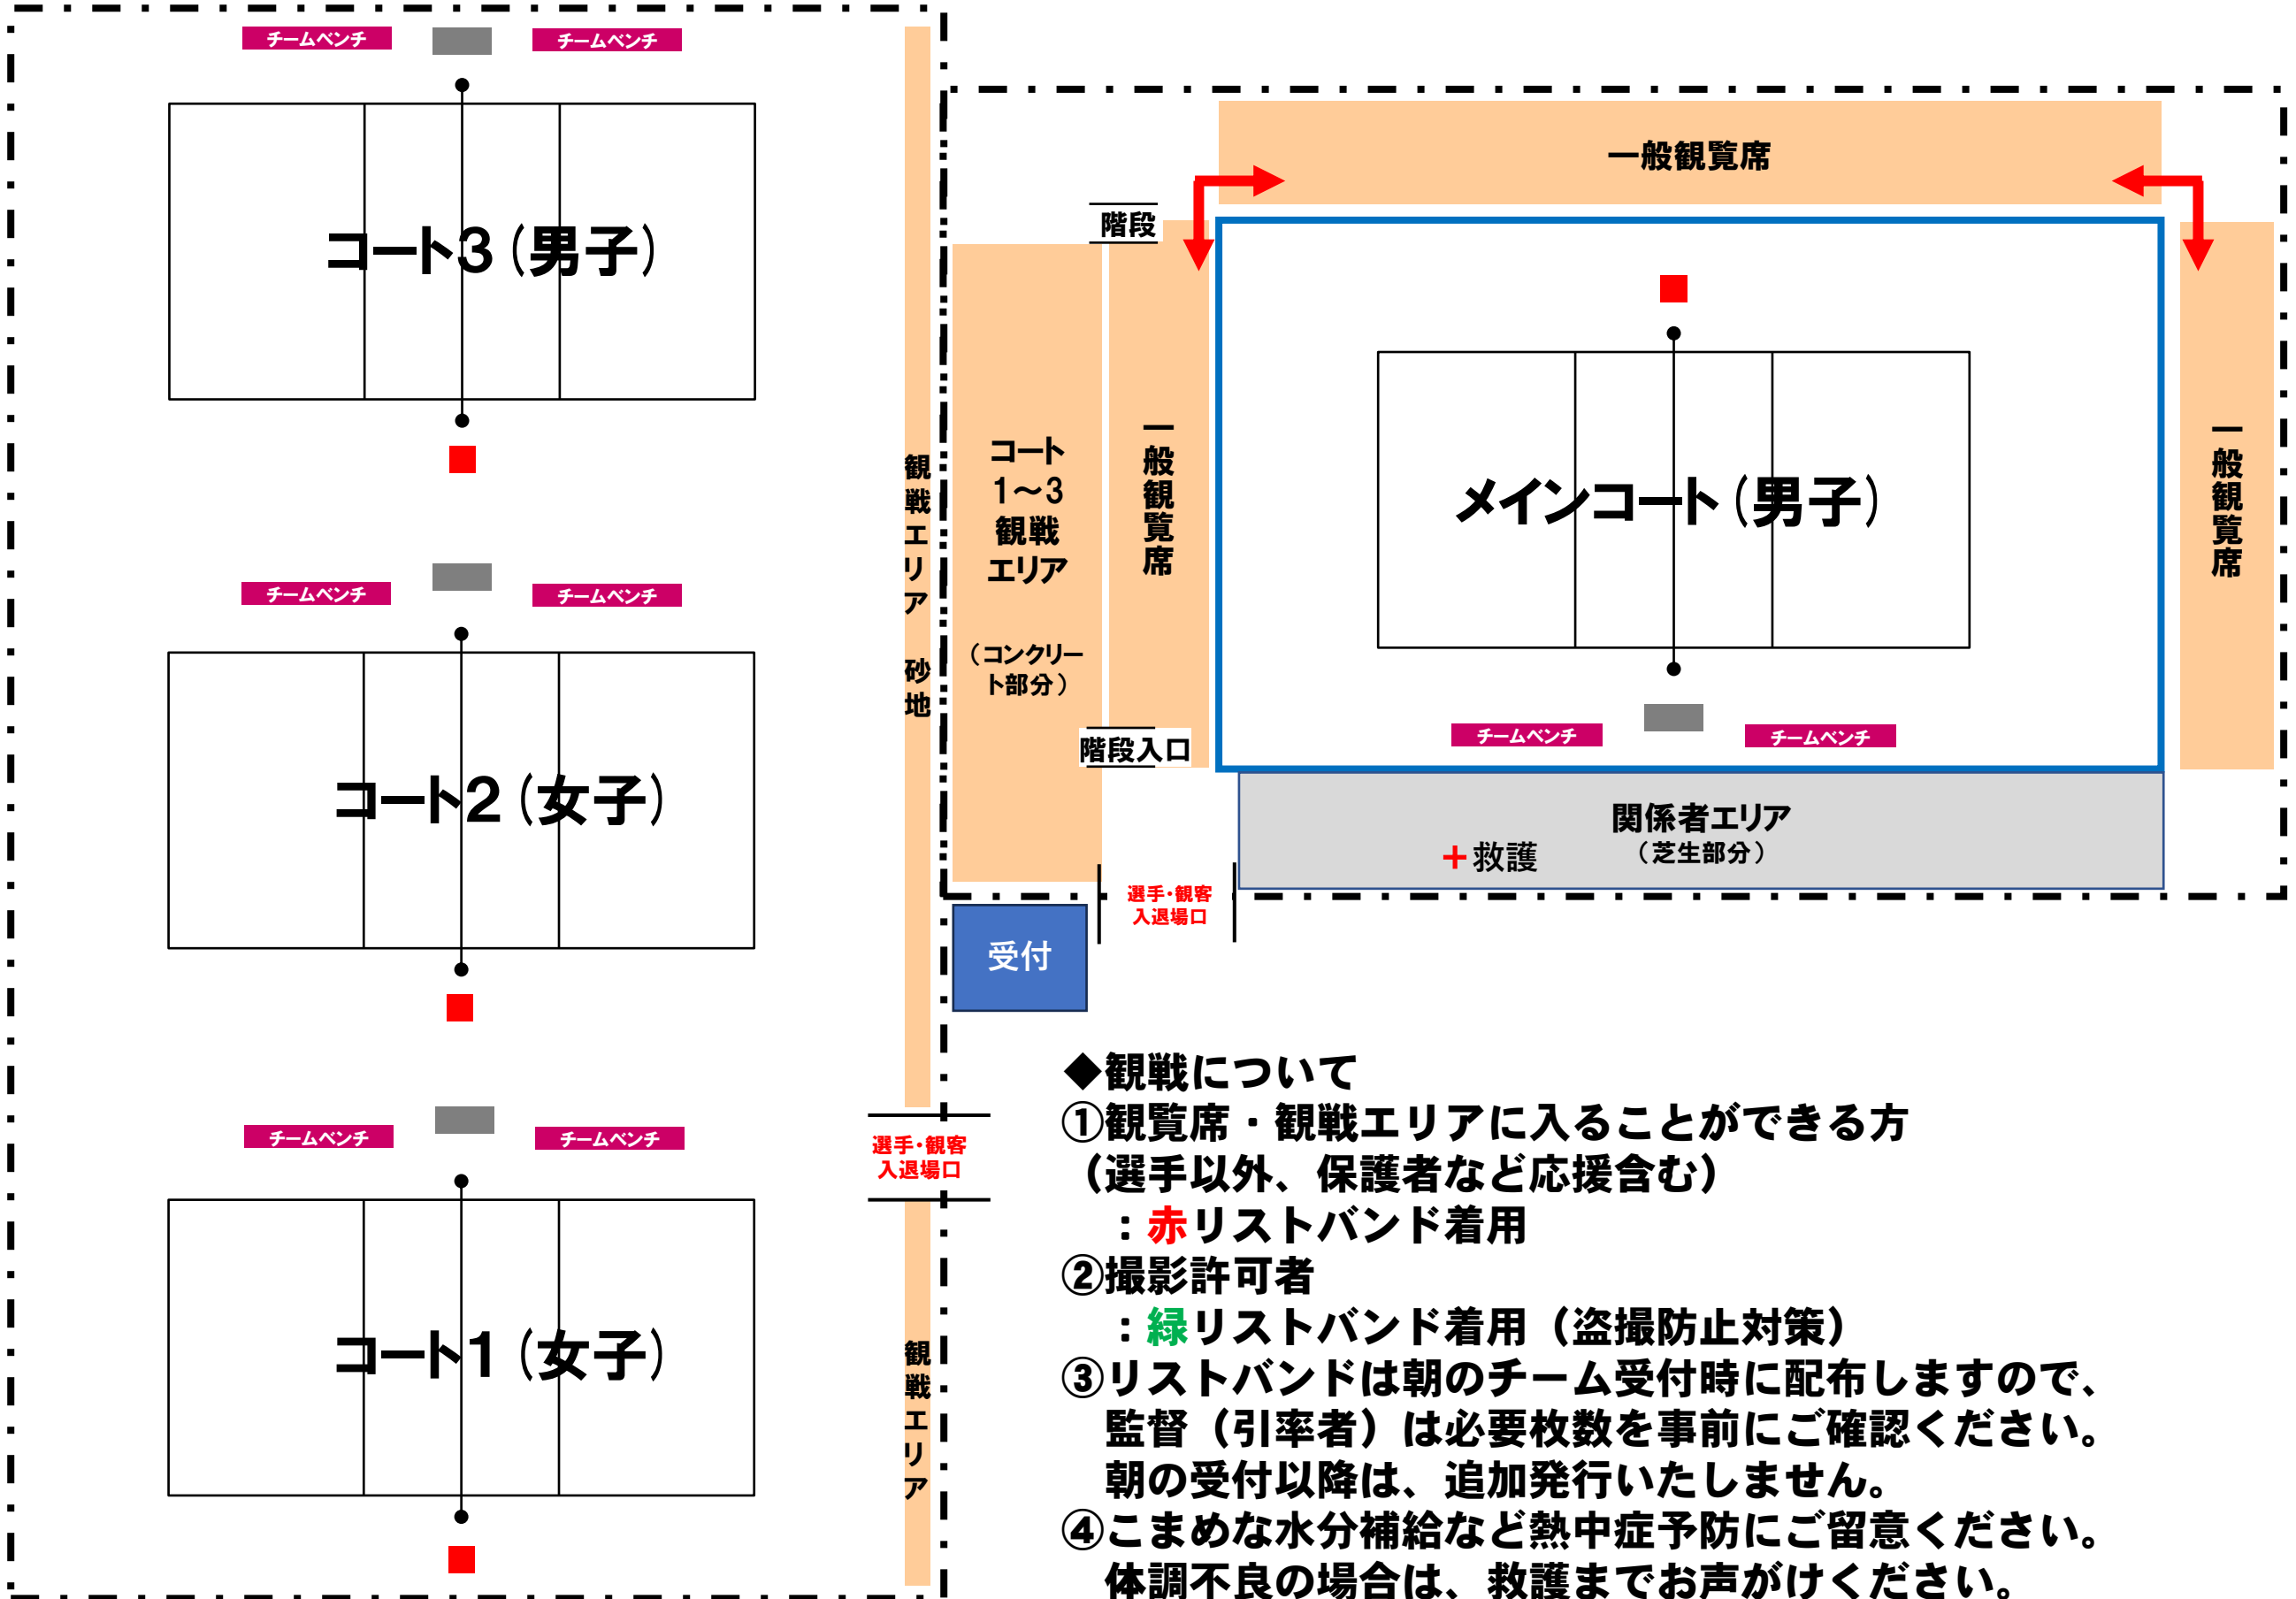 チームベンチ
チームベンチ
コート3（男子）
チームベンチ
チームベンチ
コート2（女子）
チームベンチ
チームベンチ
コート1（女子）
観戦エリア　砂地
選手・観客
入退場口
観戦エリア
コート
1～3
観戦
エリア
（コンクリー
ト部分）
階段
一般観覧席
階段入口
一般観覧席
メインコート（男子）
チームベンチ
チームベンチ
一般観覧席
関係者エリア
（芝生部分）
+救護
選手・観客
入退場口
受付
◆観戦について
①観覧席・観戦エリアに入ることができる方
（選手以外、保護者など応援含む）
：赤リストバンド着用
②撮影許可者
：緑リストバンド着用（盗撮防止対策）
③リストバンドは朝のチーム受付時に配布しますので、
監督（引率者）は必要枚数を事前にご確認ください。
朝の受付以降は、追加発行いたしません。
④こまめな水分補給など熱中症予防にご留意ください。
体調不良の場合は、救護までお声がけください。